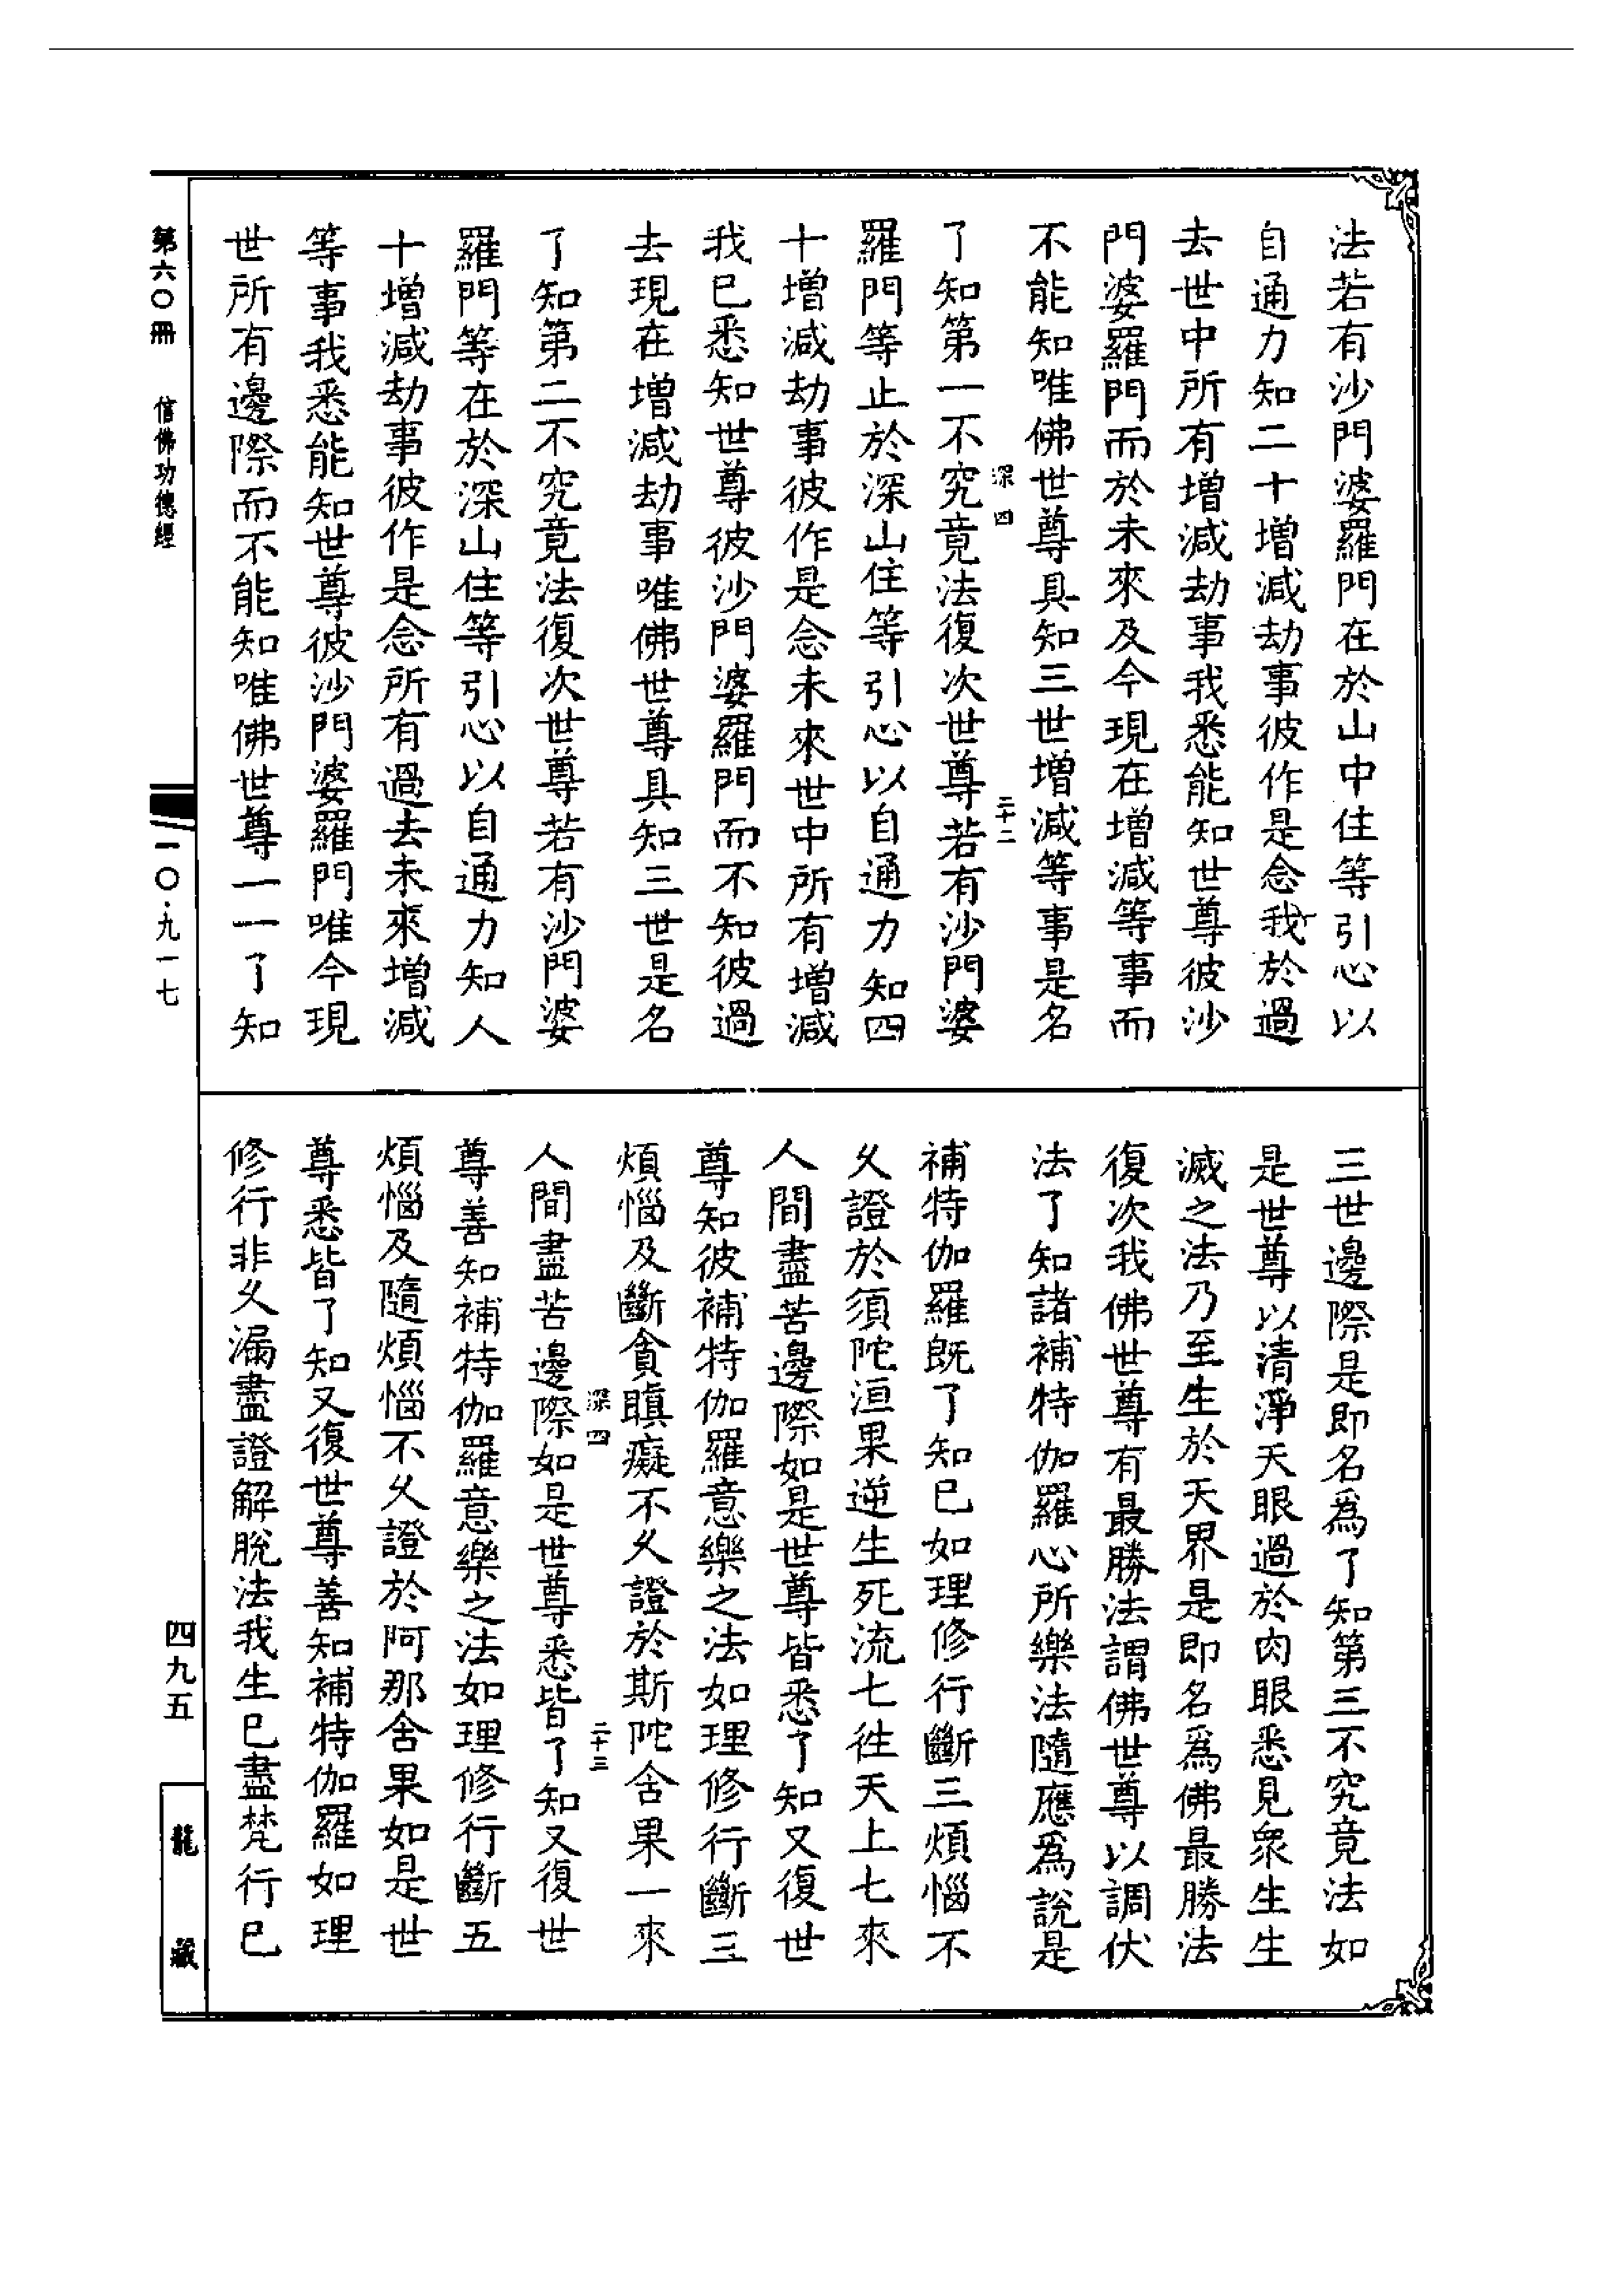 法若有沙門婆羅門在於山中住等引心以
自通力知二十增減劫事彼作是念我於過
去世中所有增減劫事我悉能知世尊彼沙
門婆羅門而於未來及今現在增減等事而
不能知唯佛世尊具知三世增減等事是名
深四
二十二
了知第一不究竟法復次世尊若有沙門婆
羅門等止於深山住等引心以自通力知四
十增減劫事彼作是念未來世中所有增減
我已悉知世尊彼沙門婆羅門而不知彼過
去現在增減劫事唯佛世尊具知三世是名
了知第二不究竟法復次世尊若有沙門婆
羅門等在於深山住等引心以自通力知人
十增減劫事彼作是念所有過去未來增減
等事我悉能知世尊彼沙門婆羅門唯今現
世所有邊際而不能知唯佛世尊一一了知
三世邊際是即名為了知第三不究竟法如
是世尊以清淨天眼過於肉眼悉見眾生生
滅之法乃至生於天界是即名為佛最勝法
復次我佛世尊有最勝法謂佛世尊以調伏
法了知諸補特伽羅心所樂法隨應為說是
補特伽羅既了知已如理修行斷三煩惱不
久證於須陀洹果逆生死流七往天上七來
人間盡苦邊際如是世尊皆悉了知又復世
尊知彼補特伽羅意樂之法如理修行斷三
煩惱及斷貪瞋癡不久證於斯陀含果一來
深四
二十三
人間盡苦邊際如是世尊悉皆了知又復世
尊善知補特伽羅意樂之法如理修行斷五
煩惱及隨煩惱不久證於阿那含果如是世
尊悉皆了知又復世尊善知補特伽羅如理
修行非久漏盡證解脫法我生已盡梵行已
第六〇冊 信佛功德經
一〇·九一七
四九五
龍藏